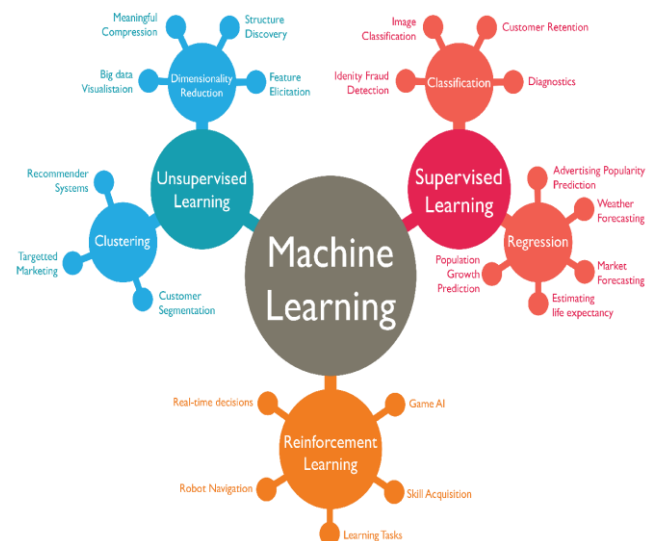 Meaningful
Compression
Structure
Discovery
Big data
Visualistaion
Dimensionality
Reduction
Feature
Elicitation
Unsupervised
Learning
Recommender
Systems
Clustering
Targetted
Marketing
Customer
Segmentation
Image
Classification
Customer Retention
Idenity Fraud
Detection
Classification
Diagnostics
Supervised
Learning
Advertising Popularity
Prediction
Weather
Forecasting
Regression
Population
Growth
Prediction
Market
Forecasting
Estimating
life expectancy
Machine
Learning
Real-time decisions
Game AI
Reinforcement
Learning
Robot Navigation
Skill Acquisition
Learning Tasks